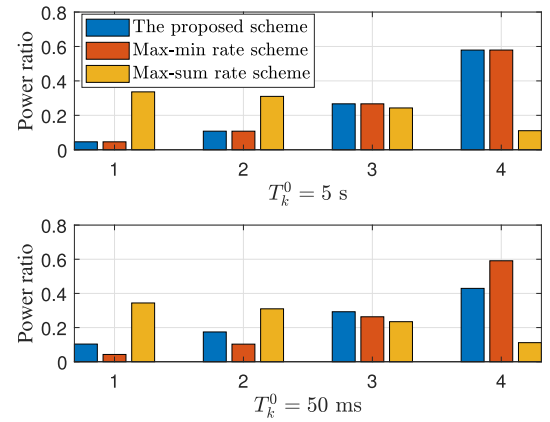 0.8
0.6
0.4
0.2
0
Power ratio
The proposed scheme
Max-min rate scheme
Max-sum rate scheme
1 2 3 4
$T_k^0 = 5$ s
0.8
0.6
0.4
0.2
0
Power ratio
1 2 3 4
$T_k^0 = 50$ ms